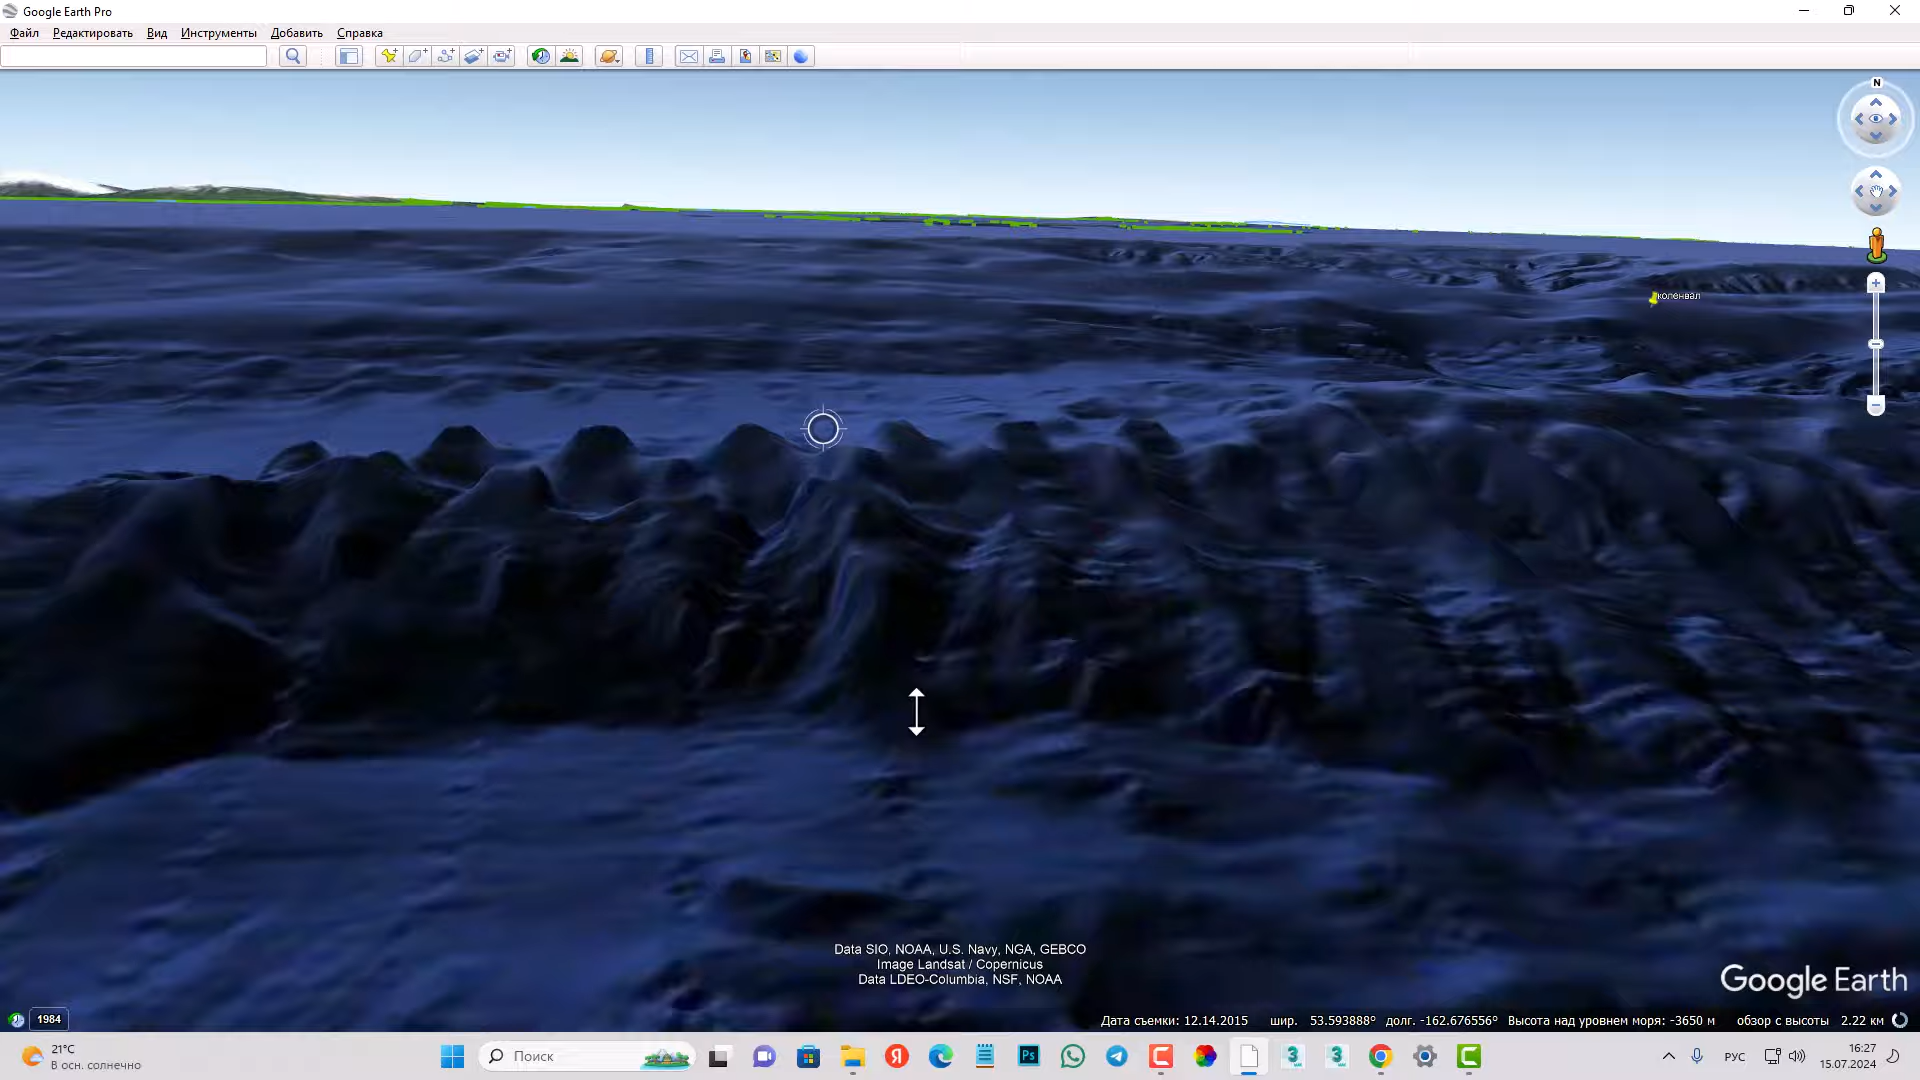 Google Earth Pro
Файл Редактировать Вид Инструменты Добавить Справка
N
коленвал
Data SIO, NOAA, U.S. Navy, NGA, GEBCO
Image Landsat / Copernicus
Data LDEO-Columbia, NSF, NOAA
Google Earth
1984
Дата съемки: 12.14.2015 шир. 53.593888° долг. -162.676556° Высота над уровнем моря: -3650 м обзор с высоты 2.22 км
21°C
В осн. солнечно
Поиск
Я
Ps
3
3
РУС
16:27
15.07.2024